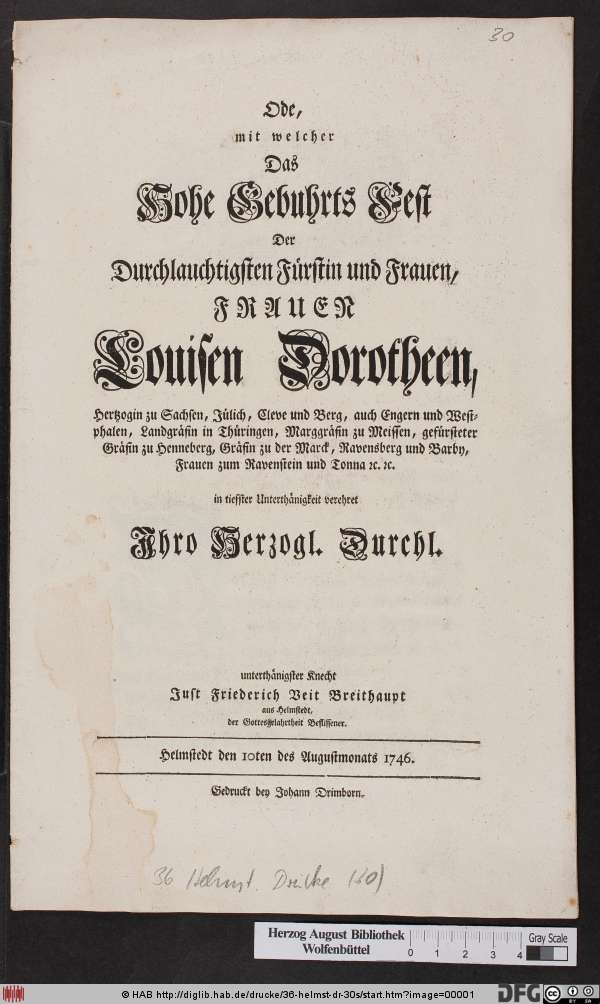 30
Ode,
mit welcher
Das
Hohe Gebuhrts Fest
Der
Durchlauchtigsten Fürstin und Frauen,
FRAUEN
Louisen Dorotheen,
Hertzogin zu Sachsen, Jülich, Cleve und Berg, auch Engern und West-
phalen, Landgräfin in Thüringen, Marggräfin zu Meissen, gefürsteter
Gräfin zu Henneberg, Gräfin zu der Marck, Ravensberg und Barby,
Frauen zum Ravenstein und Tonna ꝛc. ꝛc.
in tiefster Unterthänigkeit verehret
Ihro Herzogl. Durchl.
unterthänigster Knecht
Just Friederich Veit Breithaupt
aus Helmstedt,
der Gottesgelahrtheit Beflissener.
Helmstedt den 10ten des Augustmonats 1746.
Gedruckt bey Johann Drimborn.
36 Helmst. Drucke (30)
Herzog August Bibliothek
Wolfenbüttel
0 1 2 3 4
Gray Scale
© HAB http://diglib.hab.de/drucke/36-helmst-dr-30s/start.htm?image=00001
DFG
cc
BY SA